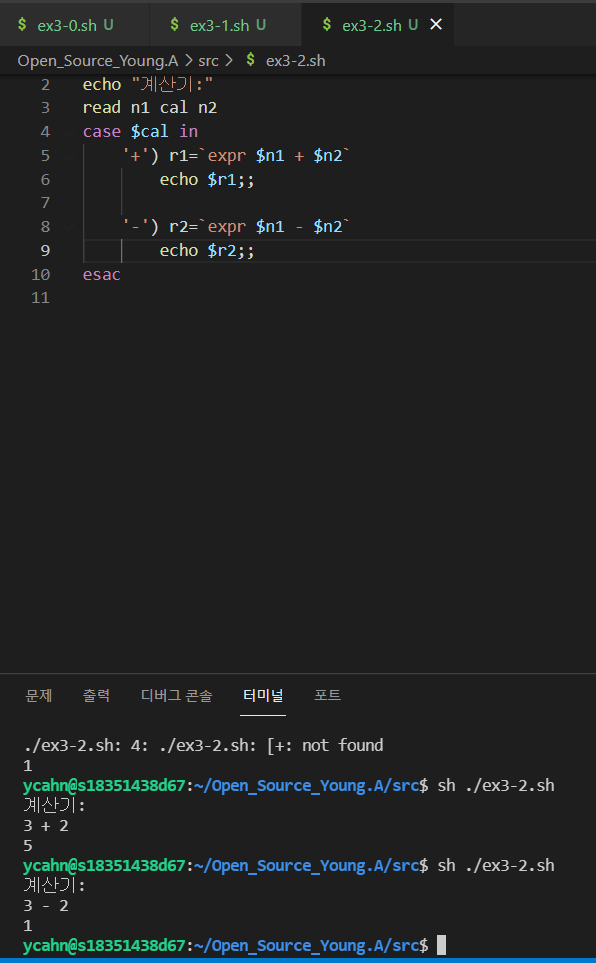 $ ex3-0.sh U $ ex3-1.sh U $ ex3-2.sh U ×
Open_Source_Young.A > src > $ ex3-2.sh
2 echo "계산기:"
3 read n1 cal n2
4 case $cal in
5 '+') r1=`expr $n1 + $n2`
6 echo $r1;;
7
8 '-') r2=`expr $n1 - $n2`
9 echo $r2;;
10 esac
11
문제 출력 디버그 콘솔 터미널 포트
./ex3-2.sh: 4: ./ex3-2.sh: [+: not found
1
ycahn@s18351438d67:~/Open_Source_Young.A/src$ sh ./ex3-2.sh
계산기:
3 + 2
5
ycahn@s18351438d67:~/Open_Source_Young.A/src$ sh ./ex3-2.sh
계산기:
3 - 2
1
ycahn@s18351438d67:~/Open_Source_Young.A/src$